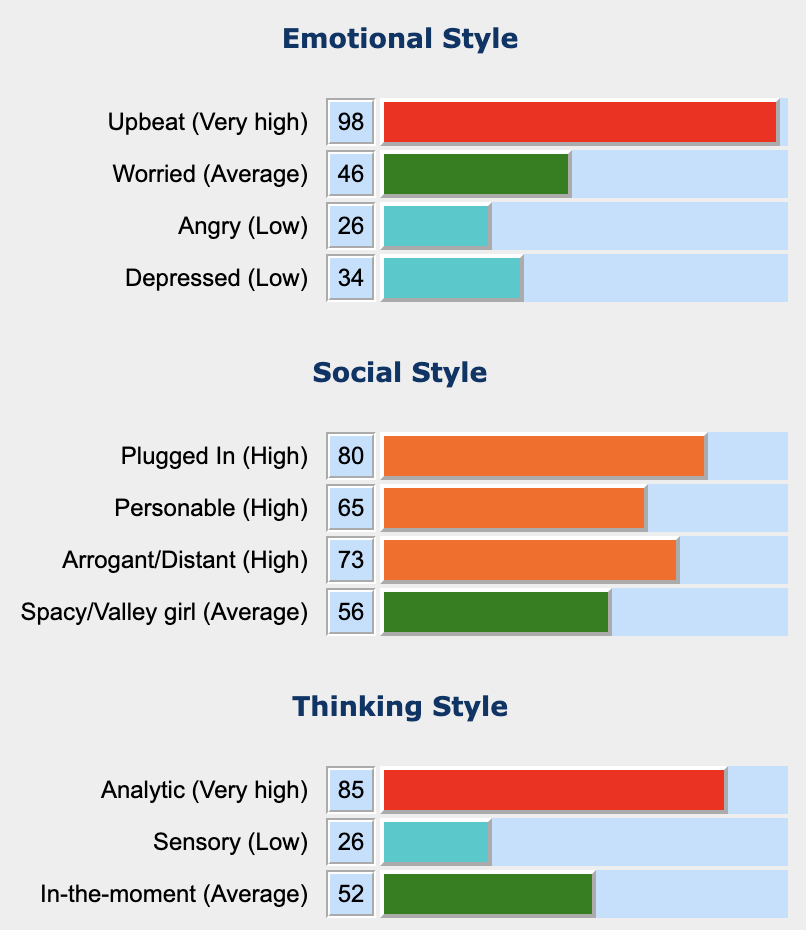 Emotional Style
Upbeat (Very high) 98
Worried (Average) 46
Angry (Low) 26
Depressed (Low) 34
Social Style
Plugged In (High) 80
Personable (High) 65
Arrogant/Distant (High) 73
Spacy/Valley girl (Average) 56
Thinking Style
Analytic (Very high) 85
Sensory (Low) 26
In-the-moment (Average) 52